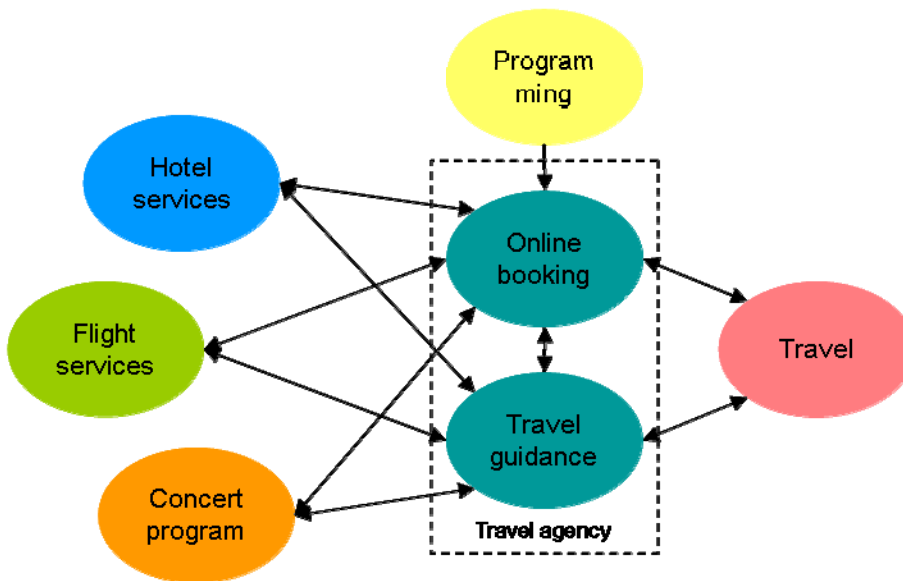 Program
ming
Hotel
services
Online
booking
Flight
services
Travel
Travel
guidance
Concert
program
Travel agency